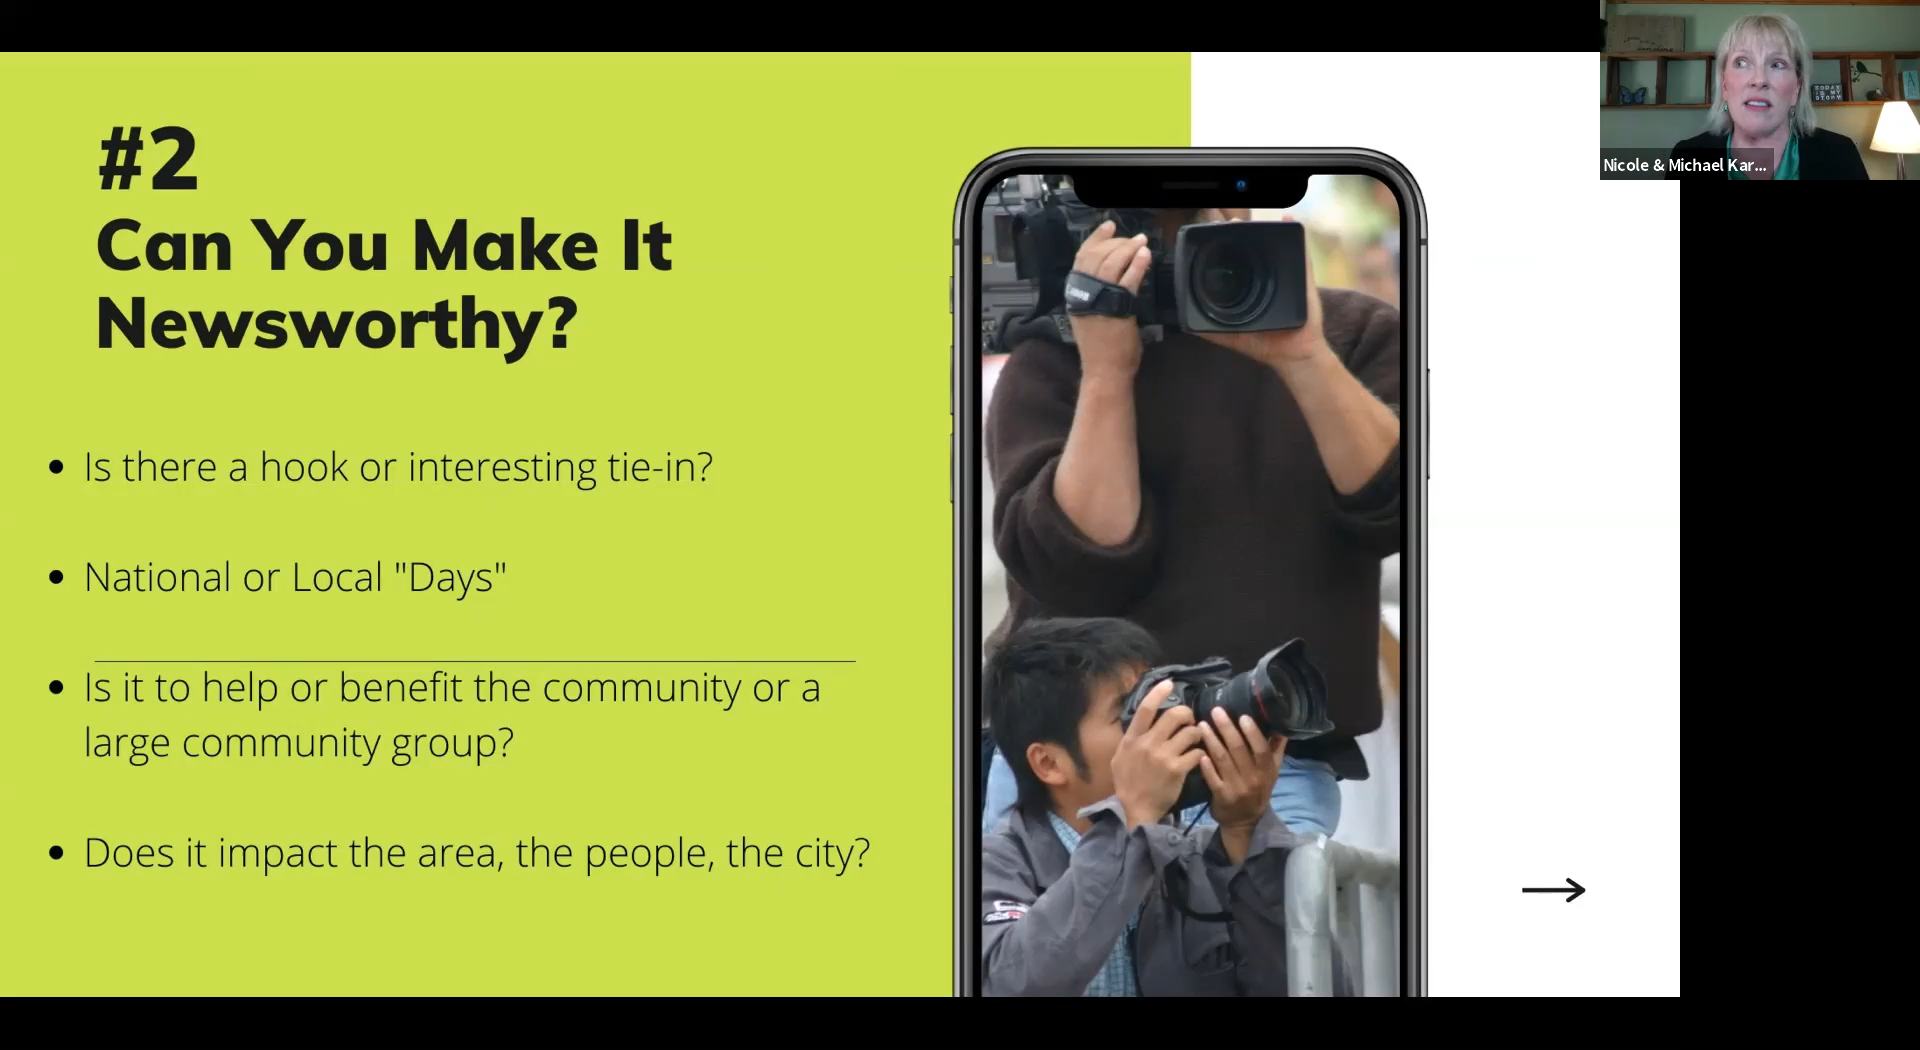 #2
Can You Make It
Newsworthy?
• Is there a hook or interesting tie-in?
• National or Local "Days"
• Is it to help or benefit the community or a
large community group?
• Does it impact the area, the people, the city?
Nicole & Michael Kar...